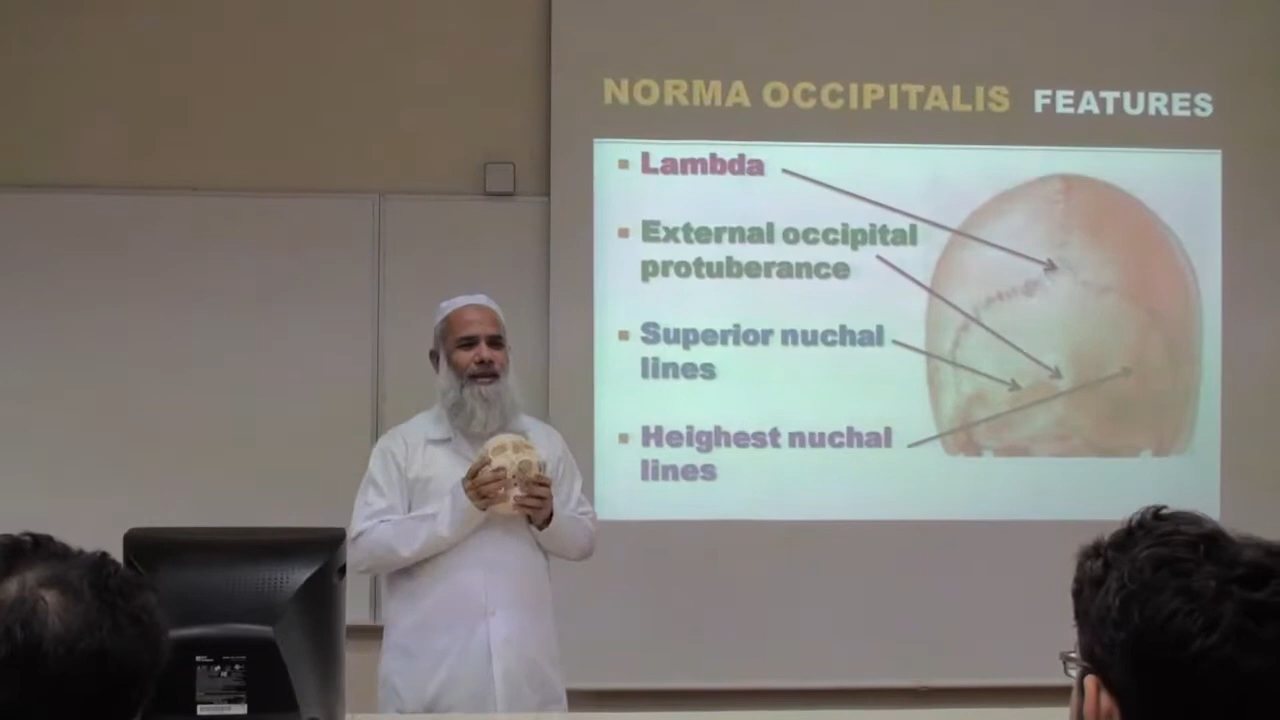 NORMA OCCIPITALIS FEATURES
▪ Lambda
▪ External occipital
protuberance
▪ Superior nuchal
lines
▪ Heighest nuchal
lines